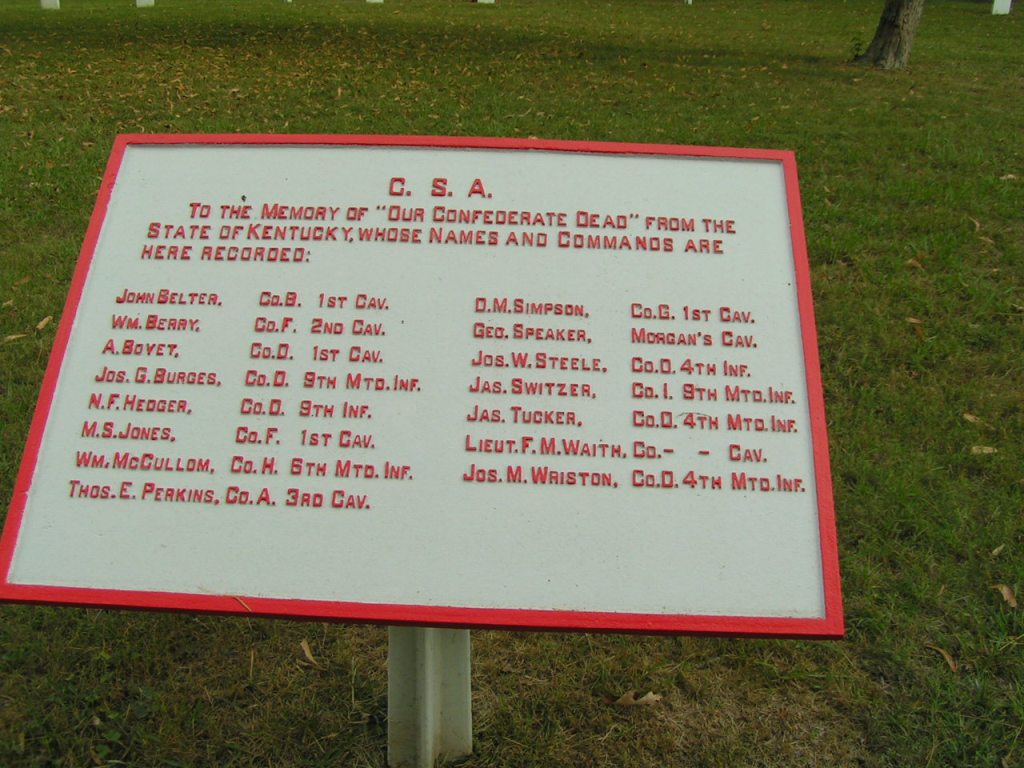 C. S. A.
TO THE MEMORY OF "OUR CONFEDERATE DEAD" FROM THE
STATE OF KENTUCKY, WHOSE NAMES AND COMMANDS ARE
HERE RECORDED:
JOHN BELTER, CO.B. 1ST CAV.
WM. BERRY, CO.F. 2ND CAV.
A. BOVET, CO.D. 1ST CAV.
JOS. G. BURGES, CO.D. 9TH MTD. INF.
N. F. HEDGER, CO.D. 9TH INF.
M. S. JONES, CO.F. 1ST CAV.
WM. MCCULLOM, CO.H. 6TH MTD. INF.
THOS. E. PERKINS, CO.A. 3RD CAV.
D. M. SIMPSON, CO.G. 1ST CAV.
GEO. SPEAKER, MORGAN'S CAV.
JOS. W. STEELE, CO.D. 4TH INF.
JAS. SWITZER, CO.I. 9TH MTD. INF.
JAS. TUCKER, CO.D. 4TH MTD. INF.
LIEUT. F. M. WAITH, CO.- - CAV.
JOS. M. WRISTON, CO.D. 4TH MTD. INF.